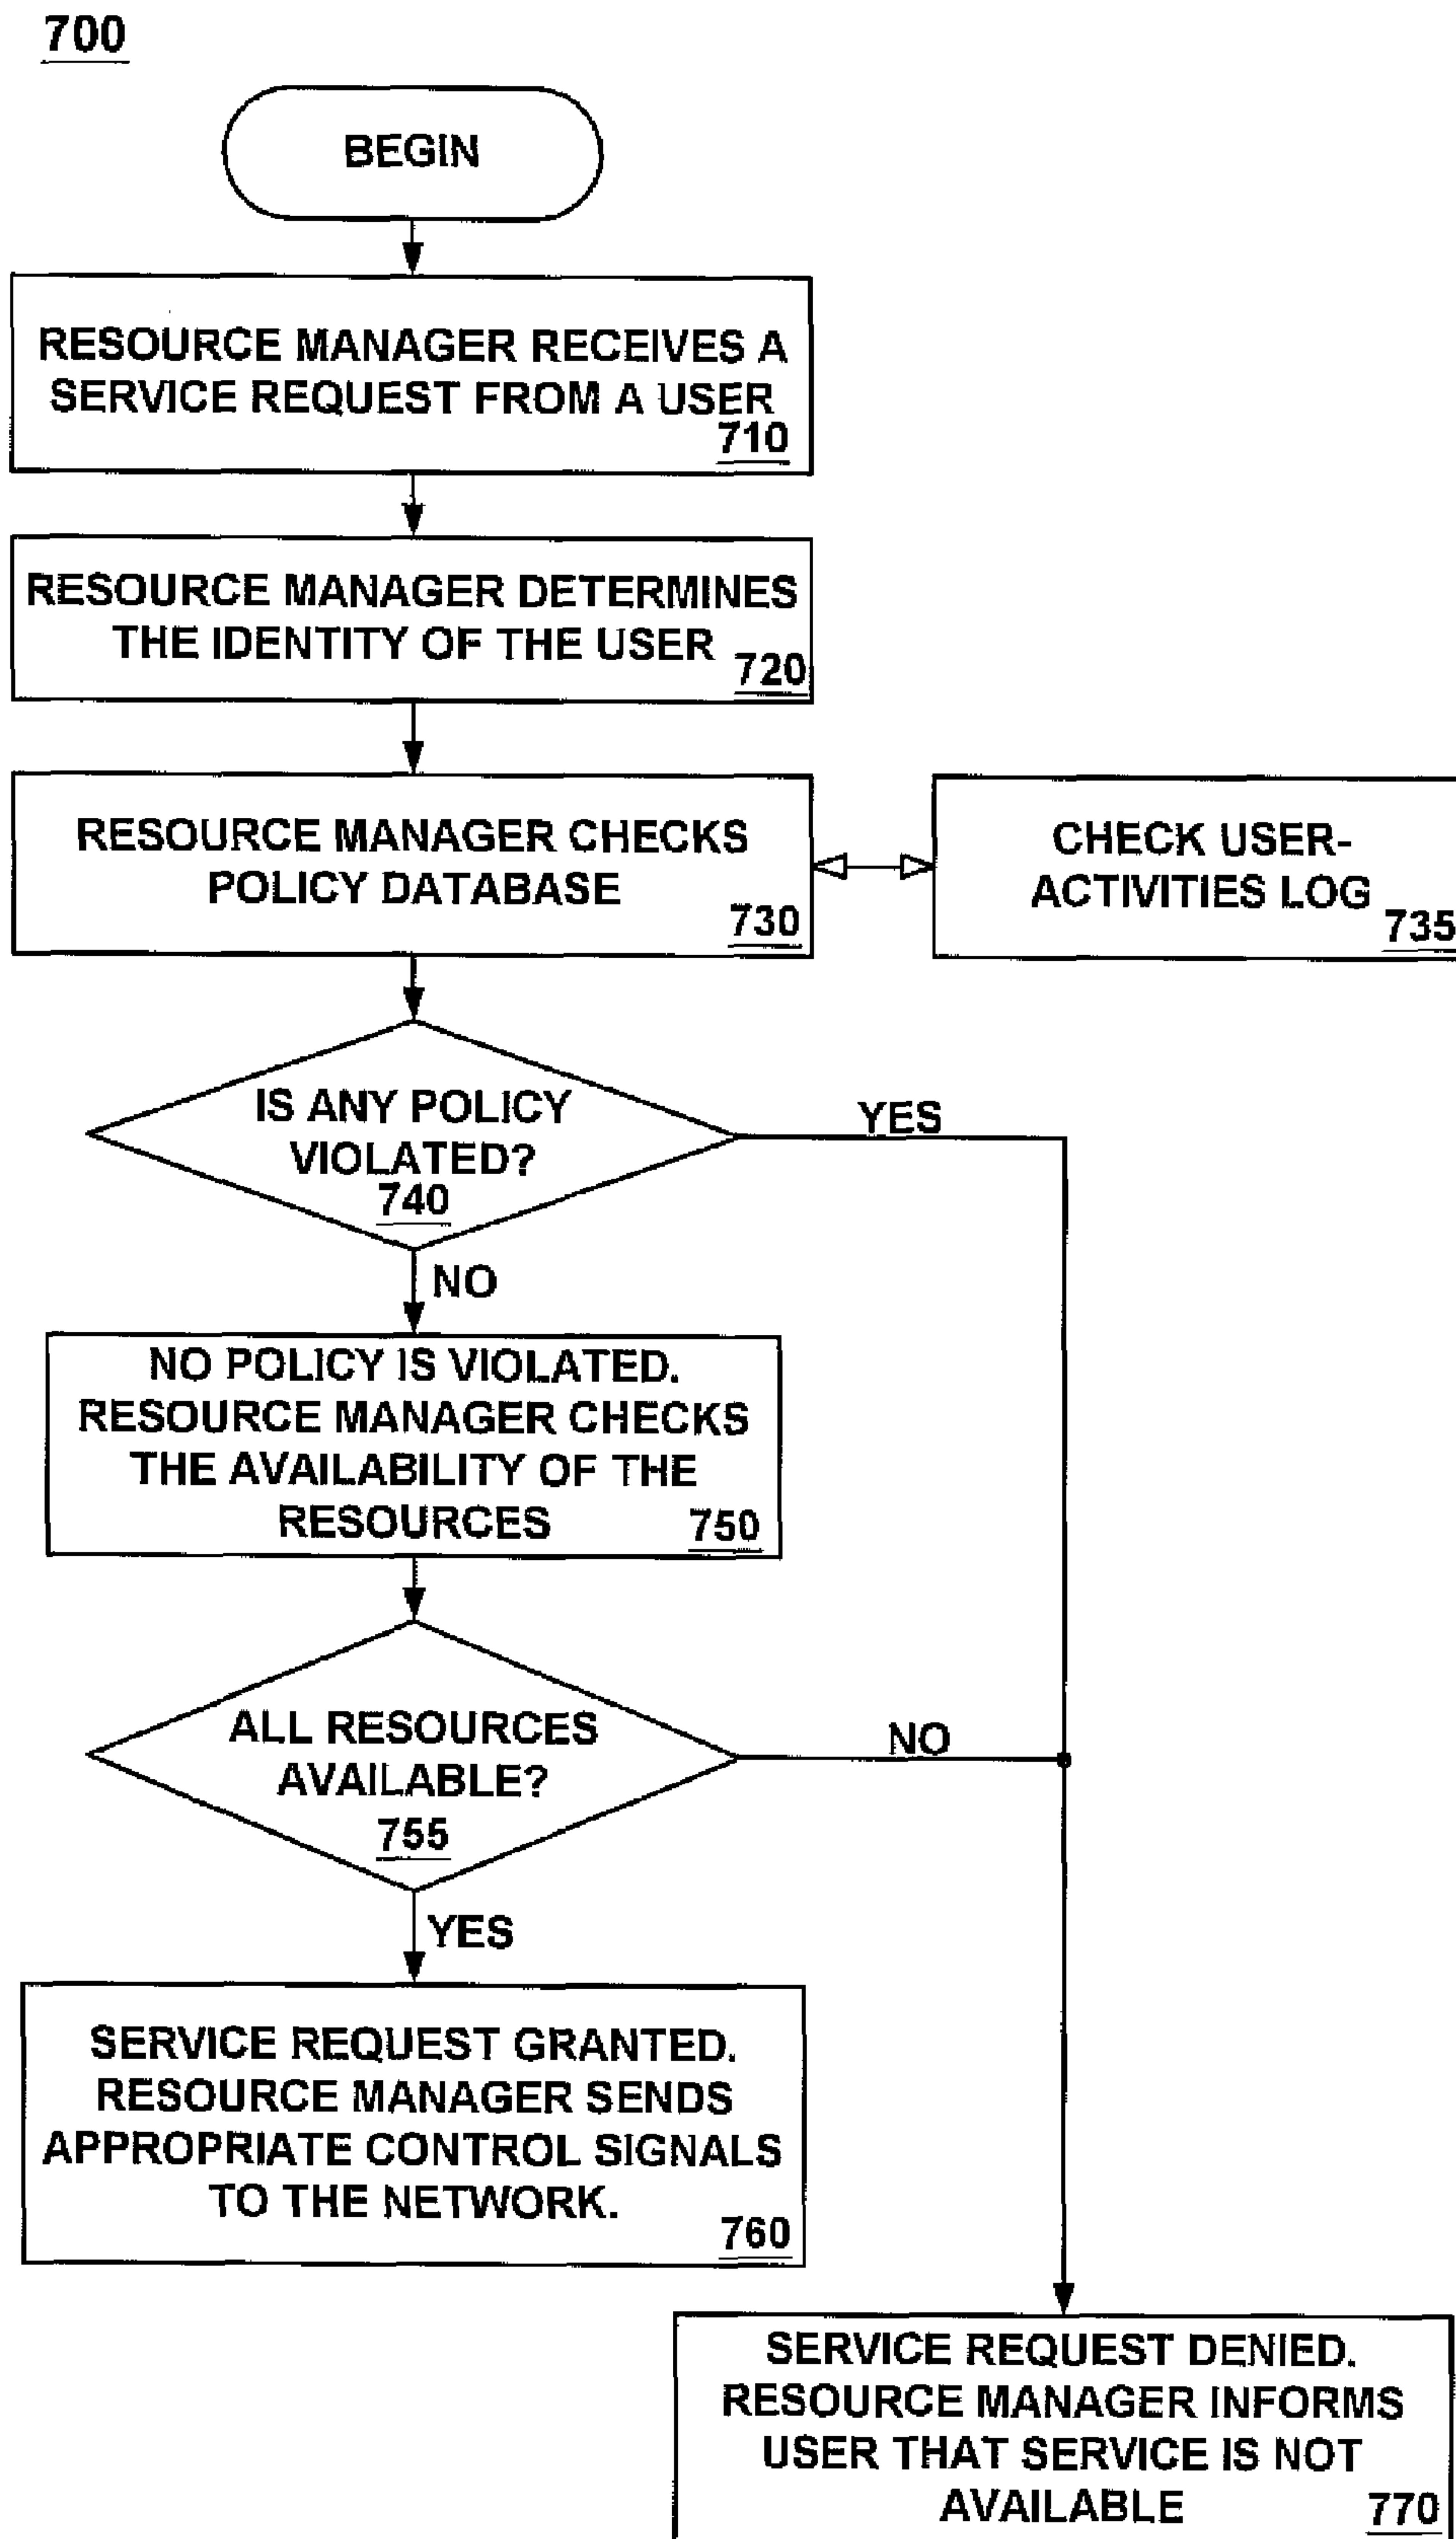 700
BEGIN
RESOURCE MANAGER RECEIVES A
SERVICE REQUEST FROM A USER
710
RESOURCE MANAGER DETERMINES
THE IDENTITY OF THE USER
720
RESOURCE MANAGER CHECKS
POLICY DATABASE
730
CHECK USER-
ACTIVITIES LOG
735
IS ANY POLICY
VIOLATED?
740
YES
NO
NO POLICY IS VIOLATED.
RESOURCE MANAGER CHECKS
THE AVAILABILITY OF THE
RESOURCES
750
ALL RESOURCES
AVAILABLE?
755
NO
YES
SERVICE REQUEST GRANTED.
RESOURCE MANAGER SENDS
APPROPRIATE CONTROL SIGNALS
TO THE NETWORK.
760
SERVICE REQUEST DENIED.
RESOURCE MANAGER INFORMS
USER THAT SERVICE IS NOT
AVAILABLE
770